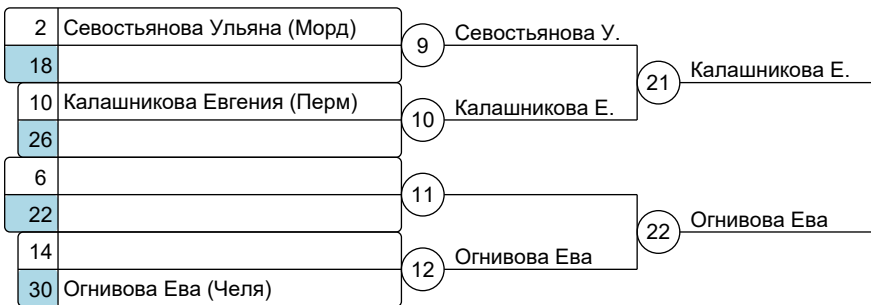 2 Севостьянова Ульяна (Морд)
9 Севостьянова У.
18
21 Калашникова Е.
10 Калашникова Евгения (Перм)
10 Калашникова Е.
26
6
11
22
22 Огнивова Ева
14
12 Огнивова Ева
30 Огнивова Ева (Челя)